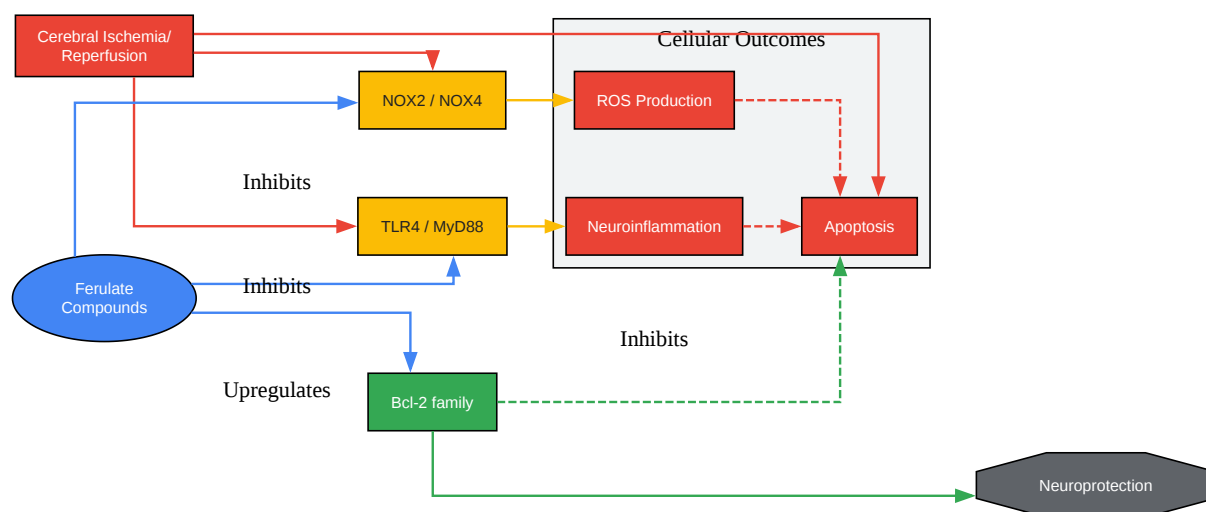 Cerebral Ischemia/
Reperfusion
Cellular Outcomes
NOX2 / NOX4
ROS Production
Inhibits
TLR4 / MyD88
Neuroinflammation
Apoptosis
Ferulate
Compounds
Inhibits
Inhibits
Upregulates
Bcl-2 family
Neuroprotection